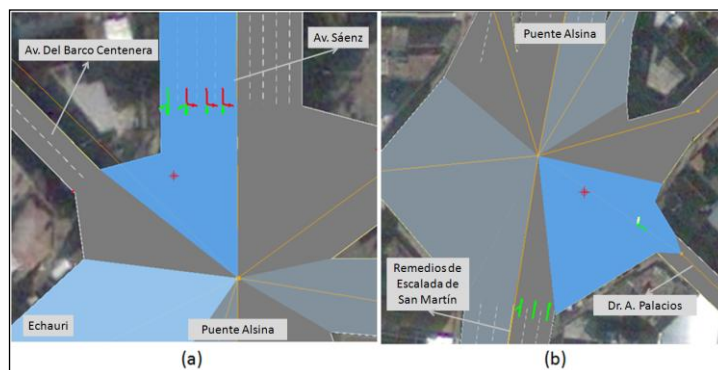 Av. Del Barco
Centenera
Av. Sáenz
Echauri
Puente Alsina
(a)
Puente Alsina
Remedios de
Escalada de
San Martín
Dr. A. Palacios
(b)